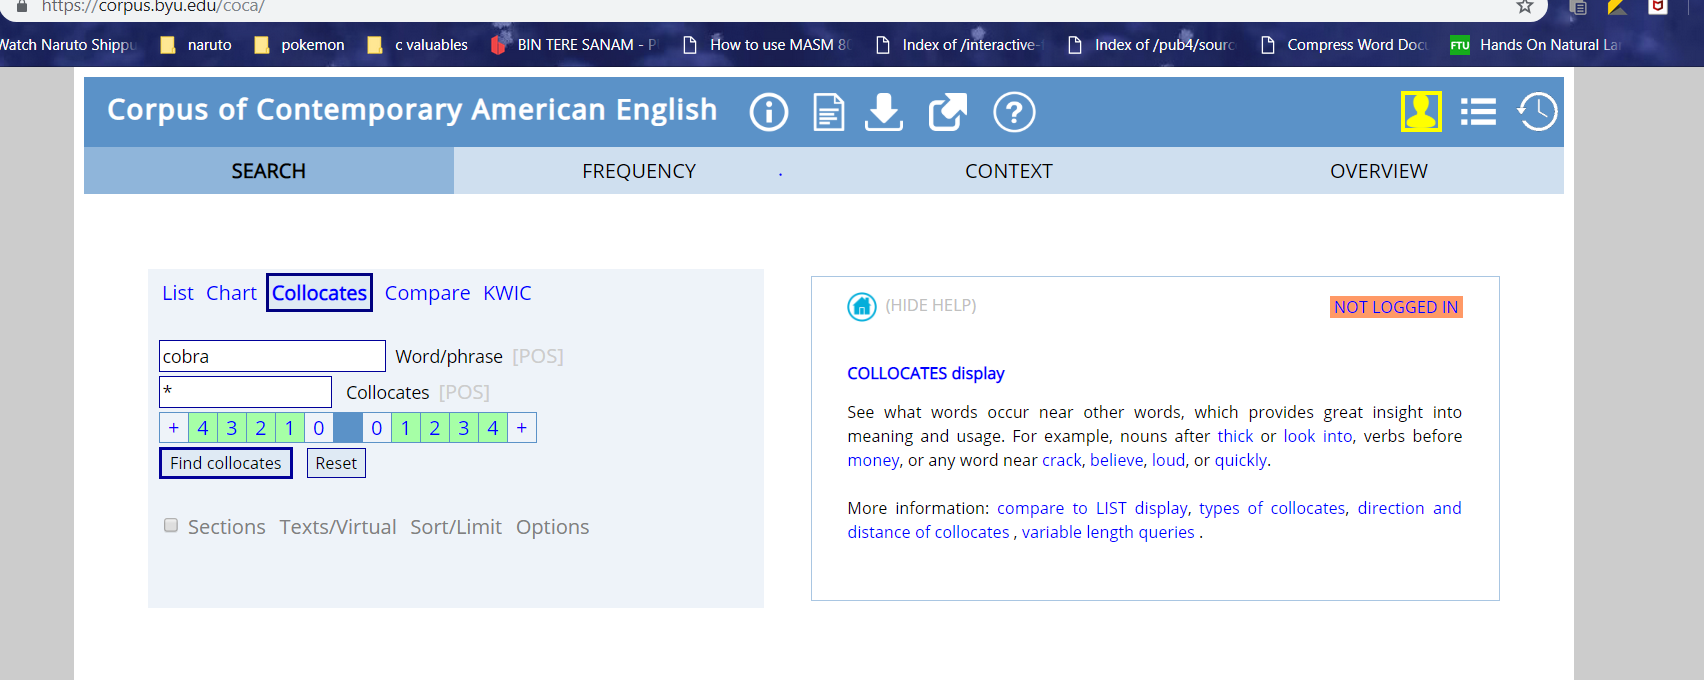 https://corpus.byu.edu/coca/
Watch Naruto Shippu naruto pokemon c valuables BIN TERE SANAM - P How to use MASM 8 Index of /interactive- Index of /pub4/sourc Compress Word Docu FTU Hands On Natural La
Corpus of Contemporary American English i ?
SEARCH FREQUENCY CONTEXT OVERVIEW
List Chart Collocates Compare KWIC
cobra Word/phrase [POS]
* Collocates [POS]
+ 4 3 2 1 0 0 1 2 3 4 +
Find collocates Reset
Sections Texts/Virtual Sort/Limit Options
(HIDE HELP) NOT LOGGED IN
COLLOCATES display
See what words occur near other words, which provides great insight into
meaning and usage. For example, nouns after thick or look into, verbs before
money, or any word near crack, believe, loud, or quickly.
More information: compare to LIST display, types of collocates, direction and
distance of collocates , variable length queries .